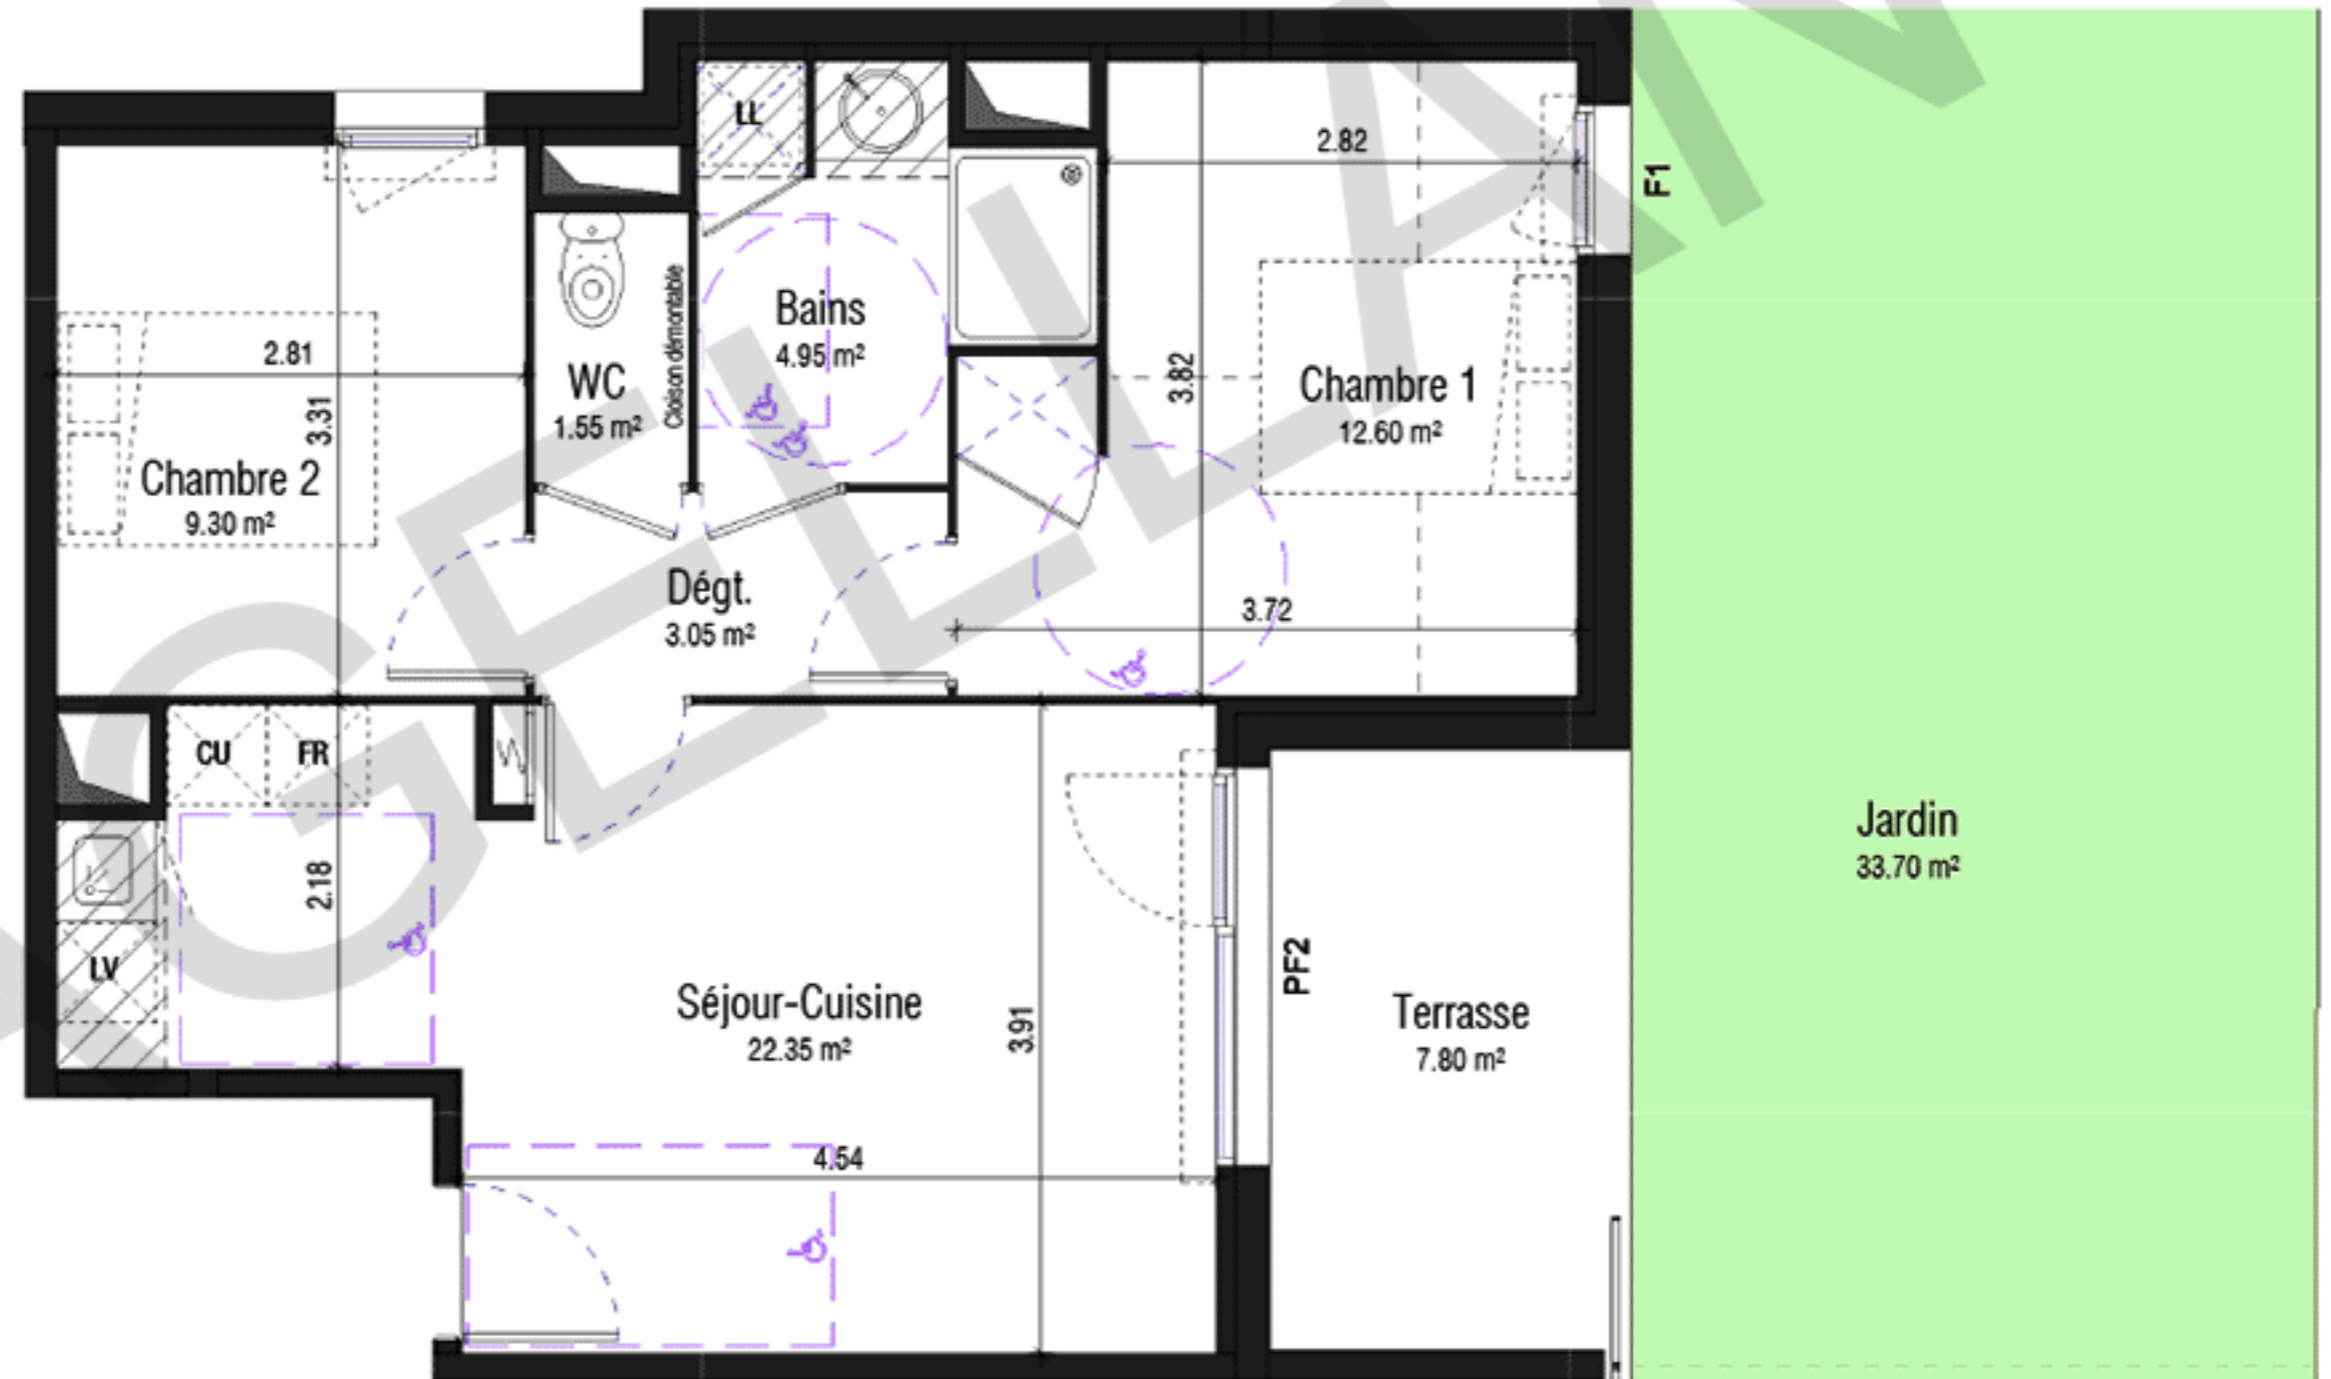 LL
2.82
F1
Bains
4.95 m²
Cloison démontable
WC
1.55 m²
2.81
3.31
Chambre 2
9.30 m²
3.82
Chambre 1
12.60 m²
Dégt.
3.05 m²
3.72
CU
FR
2.18
LV
Séjour-Cuisine
22.35 m²
3.91
4.54
PF2
Terrasse
7.80 m²
Jardin
33.70 m²
GELLAN